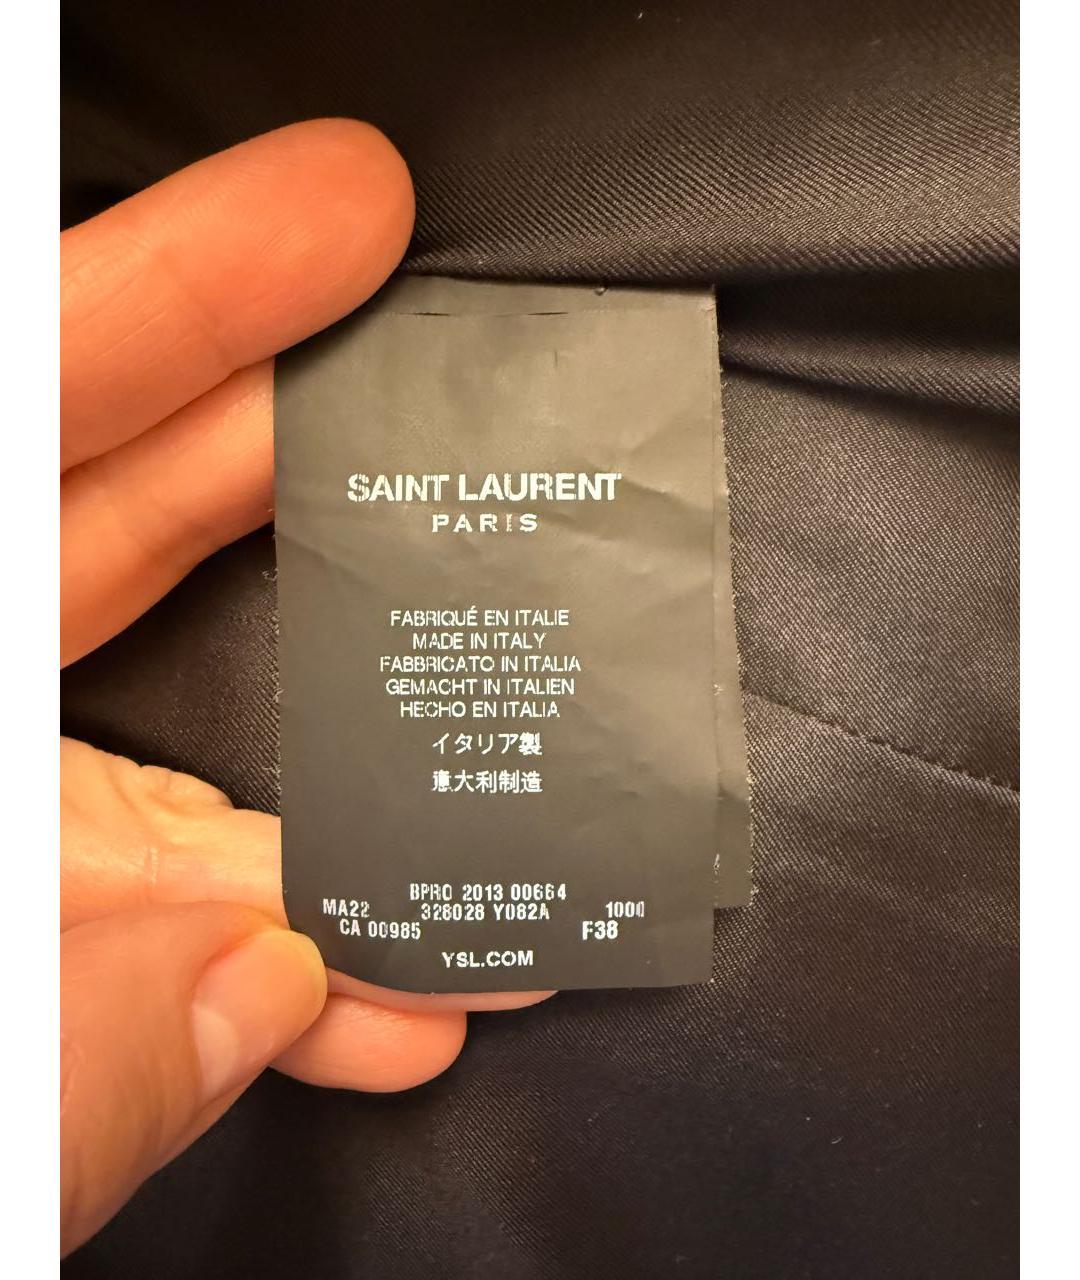 SAINT LAURENT
PARIS
FABRIQUÉ EN ITALIE
MADE IN ITALY
FABBRICATO IN ITALIA
GEMACHT IN ITALIEN
HECHO EN ITALIA
イタリア製
意大利制造
BPRO 2013 00664
MA22 328028 Y082A 1000
CA 00985 F38
YSL.COM